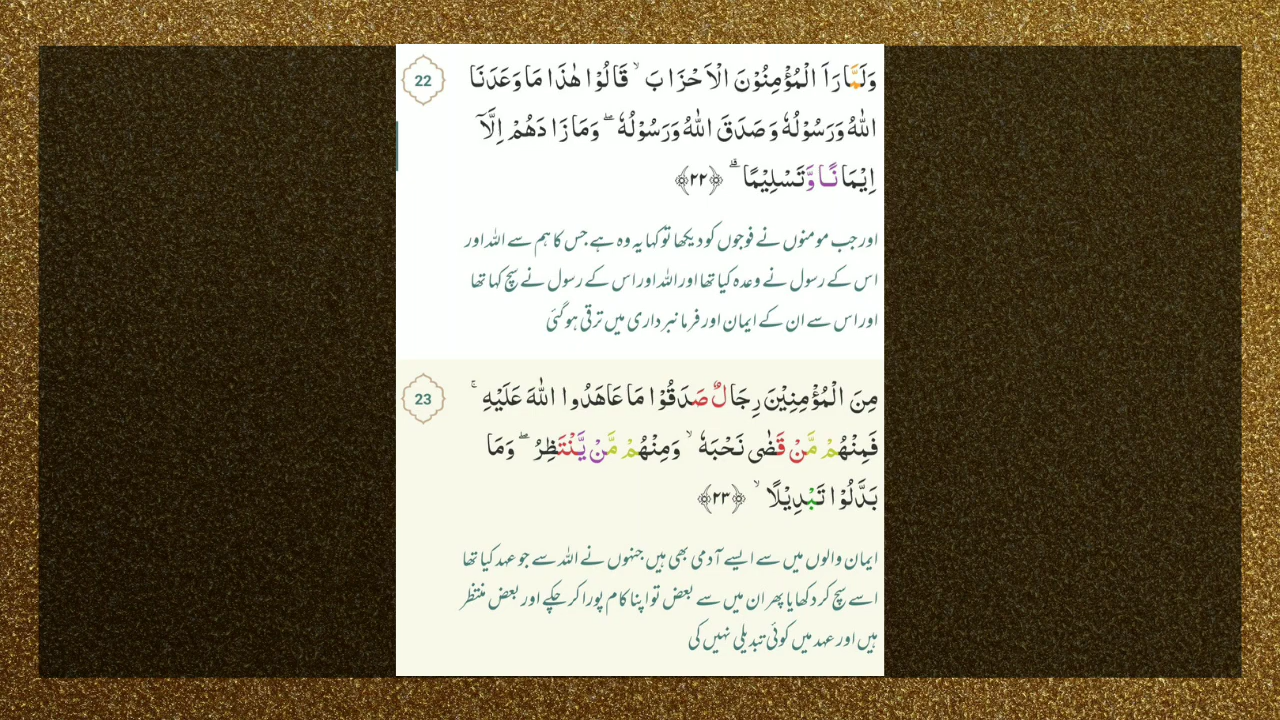 22
وَلَمَّا رَاَ الْمُؤْمِنُوْنَ الْاَحْزَابَ ۙ قَالُوْا هٰذَا مَا وَعَدَنَا
اللّٰهُ وَرَسُوْلُهٗ وَصَدَقَ اللّٰهُ وَرَسُوْلُهٗ ۖ وَمَا زَادَهُمْ اِلَّآ
اِيْمَانًا وَّتَسْلِيْمًا ۗ ﴿٢٢﴾
اور جب مومنوں نے فوجوں کو دیکھا تو کہا یہ وہ ہے جس کا ہم سے اللہ اور
اس کے رسول نے وعدہ کیا تھا اور اللہ اور اس کے رسول نے سچ کہا تھا
اور اس سے ان کے ایمان اور فرمانبرداری میں ترقی ہو گئی
23
مِنَ الْمُؤْمِنِيْنَ رِجَالٌ صَدَقُوْا مَا عَاهَدُوا اللّٰهَ عَلَيْهِ ۚ
فَمِنْهُمْ مَّنْ قَضٰى نَحْبَهٗ ۙ وَمِنْهُمْ مَّنْ يَّنْتَظِرُ ۖ وَمَا
بَدَّلُوْا تَبْدِيْلًا ۙ ﴿٢٣﴾
ایمان والوں میں سے ایسے آدمی بھی ہیں جنہوں نے اللہ سے جو عہد کیا تھا
اسے سچ کر دکھایا پھر ان میں سے بعض تو اپنا کام پورا کر چکے اور بعض منتظر
ہیں اور عہد میں کوئی تبدیلی نہیں کی